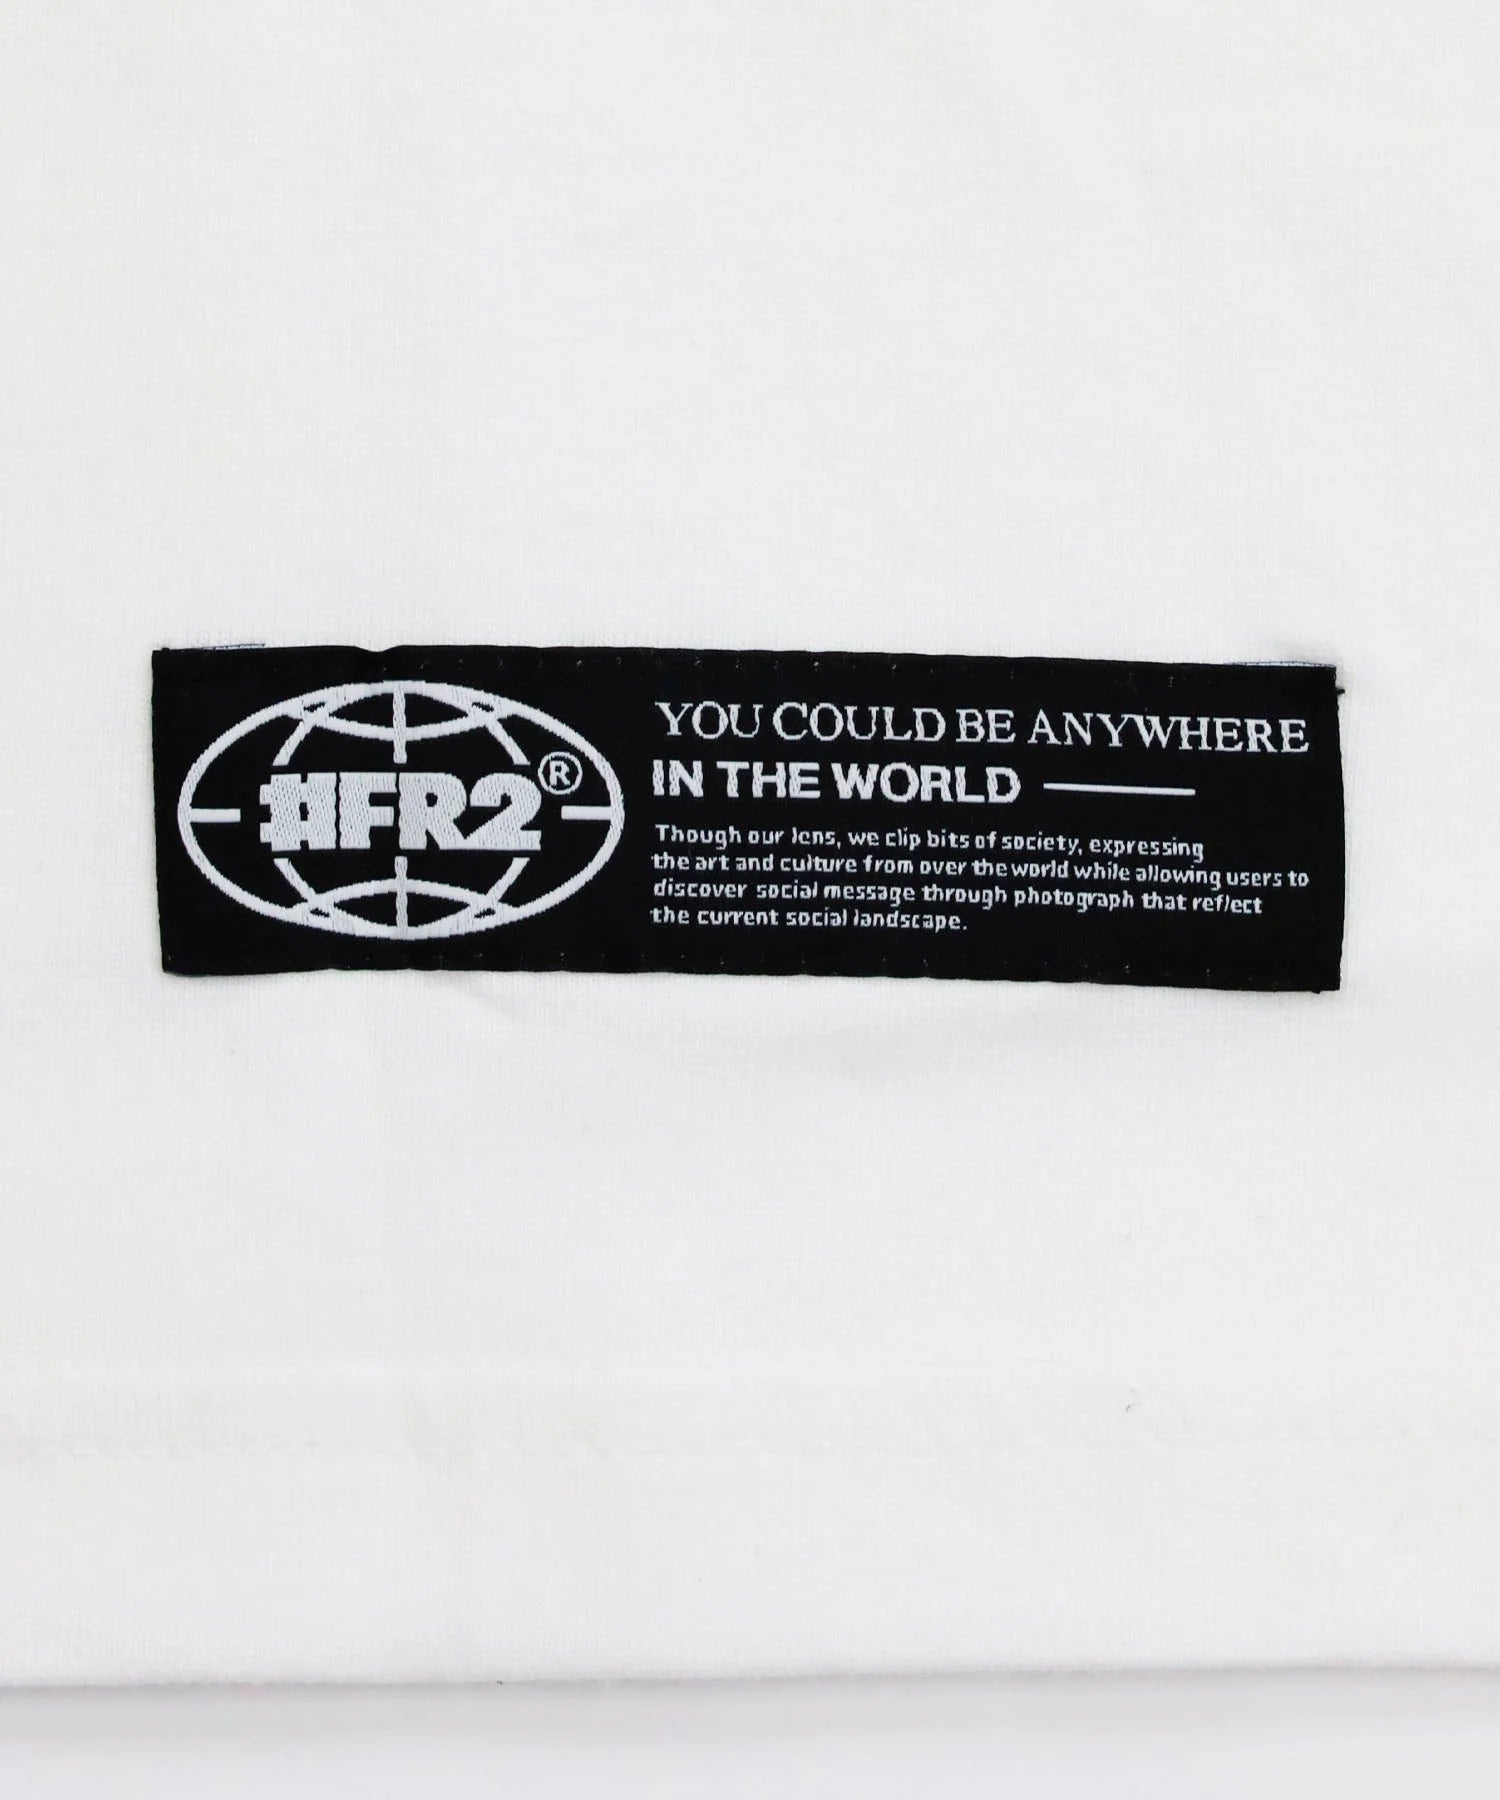 #FR2®
YOU COULD BE ANYWHERE
IN THE WORLD
Though our lens, we clip bits of society, expressing
the art and culture from over the world while allowing users to
discover social message through photograph that reflect
the current social landscape.